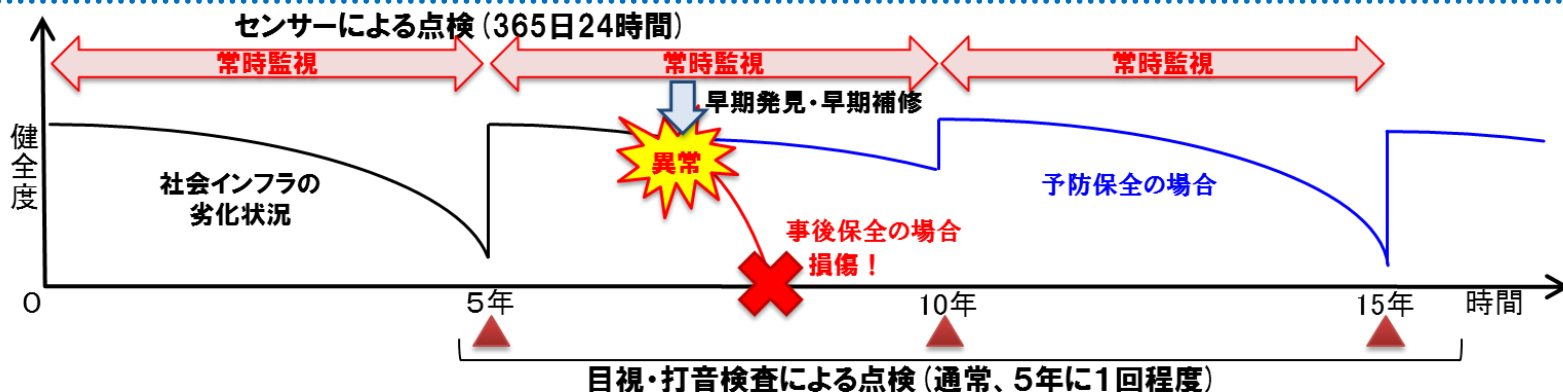 センサーによる点検(365日24時間)
常時監視
常時監視
常時監視
早期発見・早期補修
健全度
異常
社会インフラの
劣化状況
予防保全の場合
事後保全の場合
損傷!
0
5年
10年
15年
時間
目視・打音検査による点検(通常、5年に1回程度)